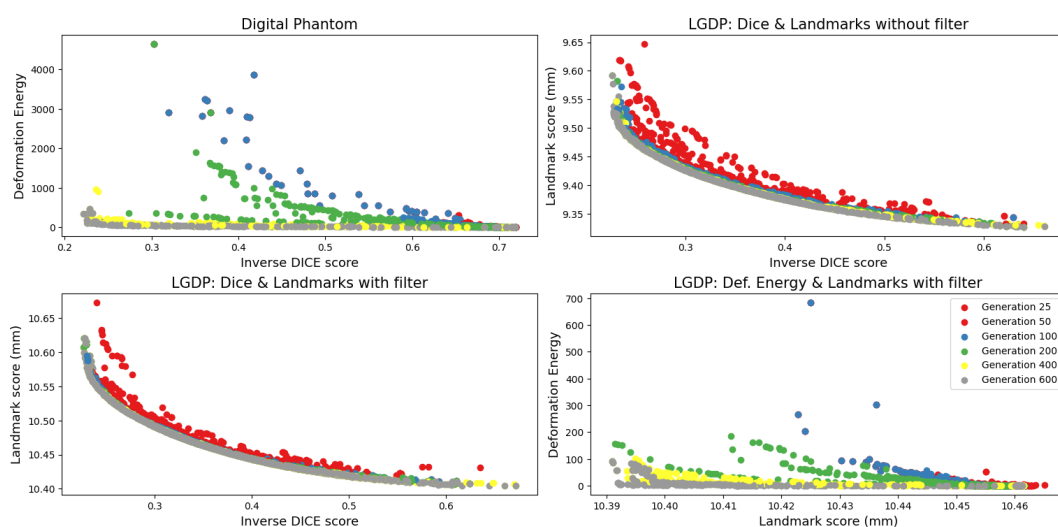 Digital Phantom
Deformation Energy
4000
3000
2000
1000
0
0.2 0.3 0.4 0.5 0.6 0.7
Inverse DICE score
LGDP: Dice & Landmarks without filter
Landmark score (mm)
9.65
9.55
9.45
9.35
0.3 0.4 0.5 0.6
Inverse DICE score
LGDP: Dice & Landmarks with filter
Landmark score (mm)
10.65
10.60
10.55
10.50
10.45
10.40
0.3 0.4 0.5 0.6
Inverse DICE score
LGDP: Def. Energy & Landmarks with filter
Deformation Energy
700
600
500
400
300
200
100
0
10.39 10.40 10.41 10.42 10.43 10.44 10.45 10.46
Landmark score (mm)
Generation 25
Generation 50
Generation 100
Generation 200
Generation 400
Generation 600